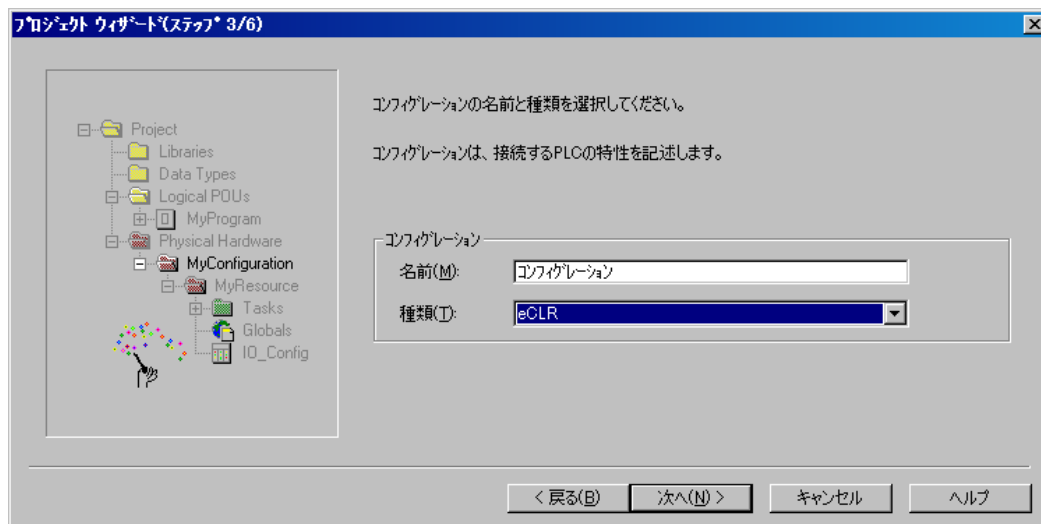 プロジェクト ウィザード(ステップ 3/6)
Project
Libraries
Data Types
Logical POUs
MyProgram
Physical Hardware
MyConfiguration
MyResource
Tasks
Globals
IO_Config
コンフィグレーションの名前と種類を選択してください。
コンフィグレーションは、接続するPLCの特性を記述します。
コンフィグレーション
名前(M): コンフィグレーション
種類(T): eCLR
< 戻る(B) 次へ(N) > キャンセル ヘルプ